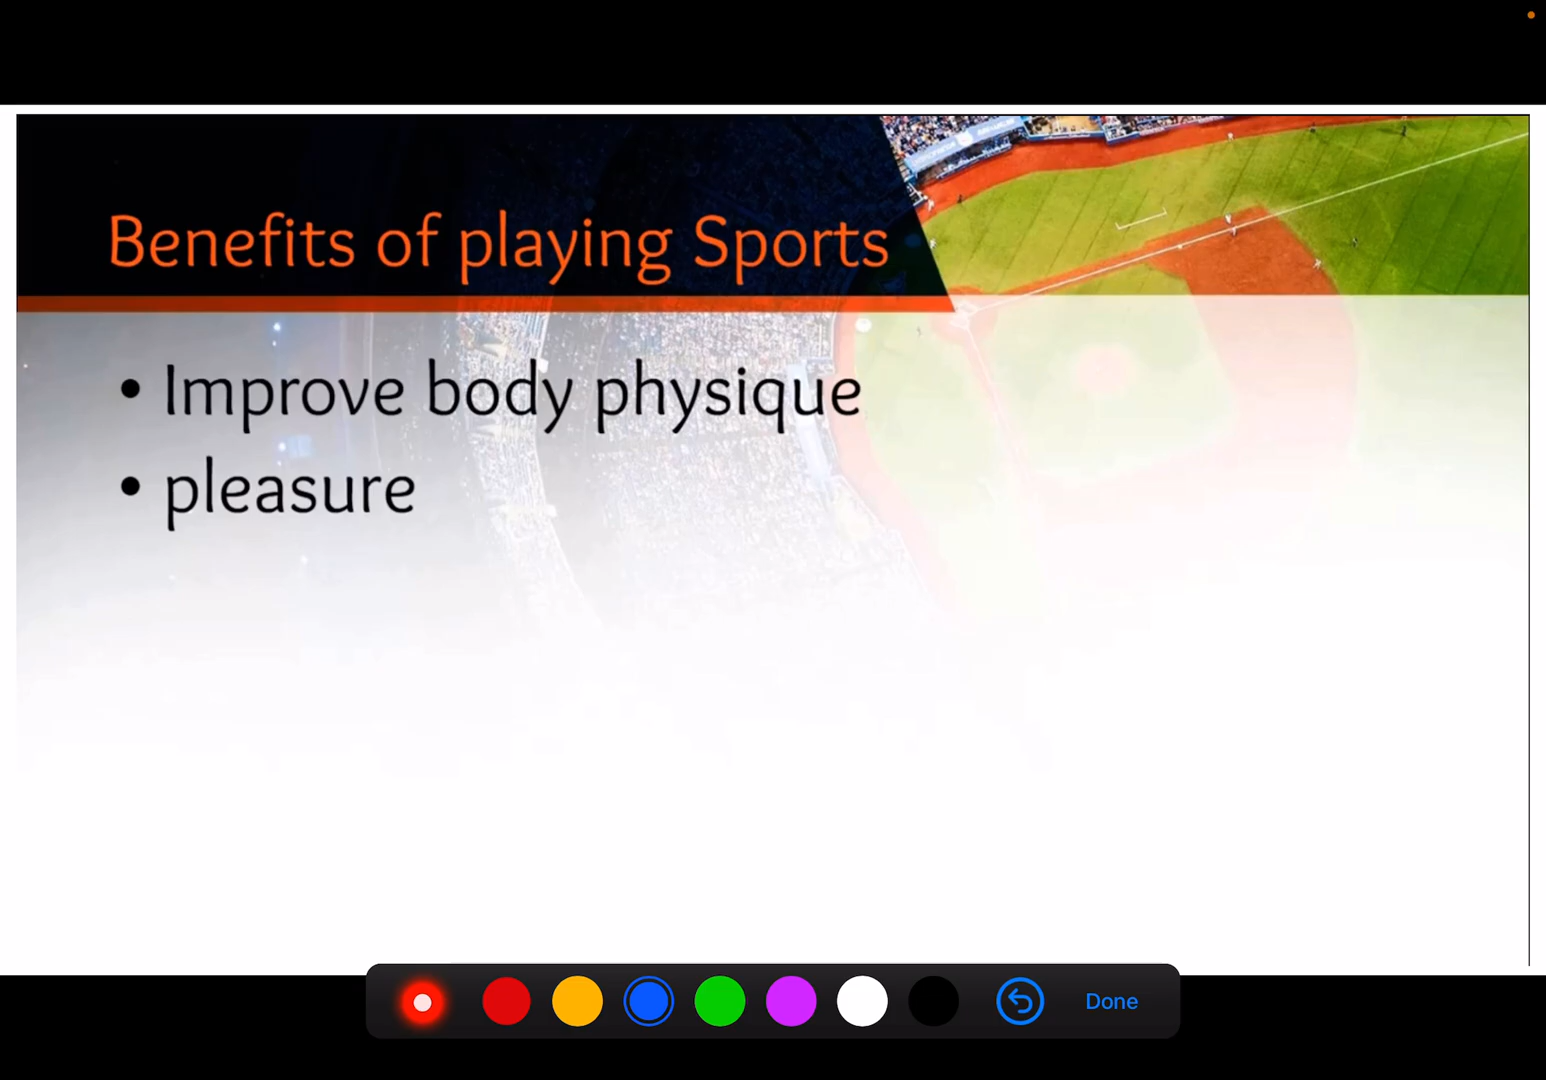 Benefits of playing Sports
• Improve body physique
• pleasure
Done